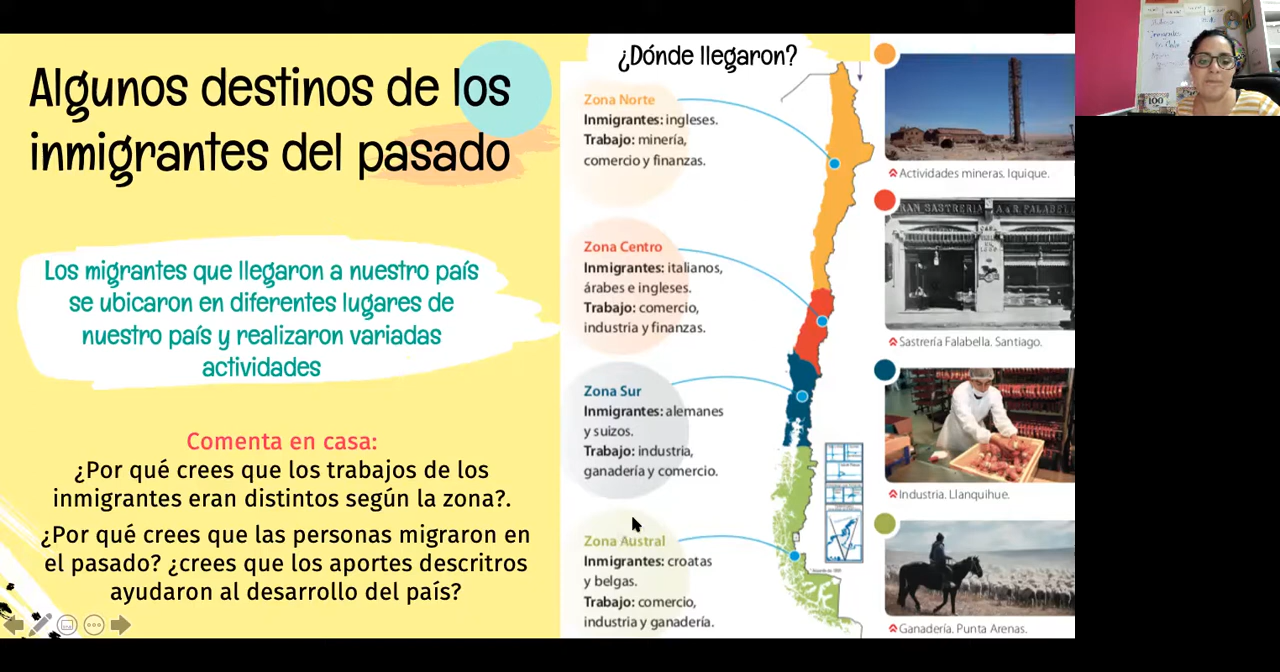 Algunos destinos de los
inmigrantes del pasado
Los migrantes que llegaron a nuestro país
se ubicaron en diferentes lugares de
nuestro país y realizaron variadas
actividades
Comenta en casa:
¿Por qué crees que los trabajos de los
inmigrantes eran distintos según la zona?.
¿Por qué crees que las personas migraron en
el pasado? ¿crees que los aportes descritros
ayudaron al desarrollo del país?
¿Dónde llegaron?
Zona Norte
Inmigrantes: ingleses.
Trabajo: minería,
comercio y finanzas.
Zona Centro
Inmigrantes: italianos,
árabes e ingleses.
Trabajo: comercio,
industria y finanzas.
Zona Sur
Inmigrantes: alemanes
y suizos.
Trabajo: industria,
ganadería y comercio.
Zona Austral
Inmigrantes: croatas
y belgas.
Trabajo: comercio,
industria y ganadería.
Actividades mineras. Iquique.
RAN SASTRERIA A & R. PALABELL
Sastrería Falabella. Santiago.
Industria. Llanquihue.
Ganadería. Punta Arenas.
100